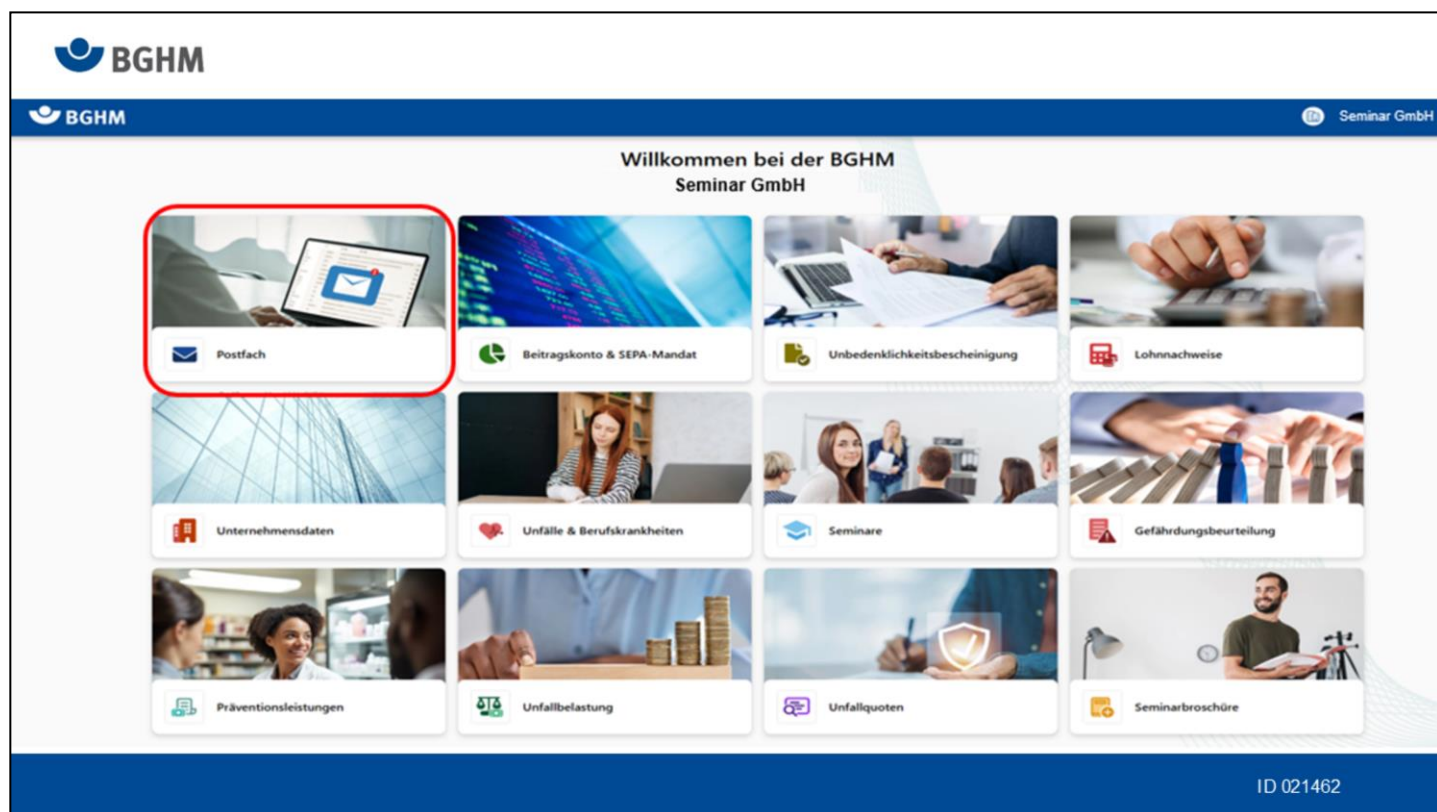 BGHM
BGHM
Seminar GmbH
Willkommen bei der BGHM
Seminar GmbH
Postfach
Beitragskonto & SEPA-Mandat
Unbedenklichkeitsbescheinigung
Lohnnachweise
Unternehmensdaten
Unfälle & Berufskrankheiten
Seminare
Gefährdungsbeurteilung
Präventionsleistungen
Unfallbelastung
Unfallquoten
Seminarbroschüre
ID 021462